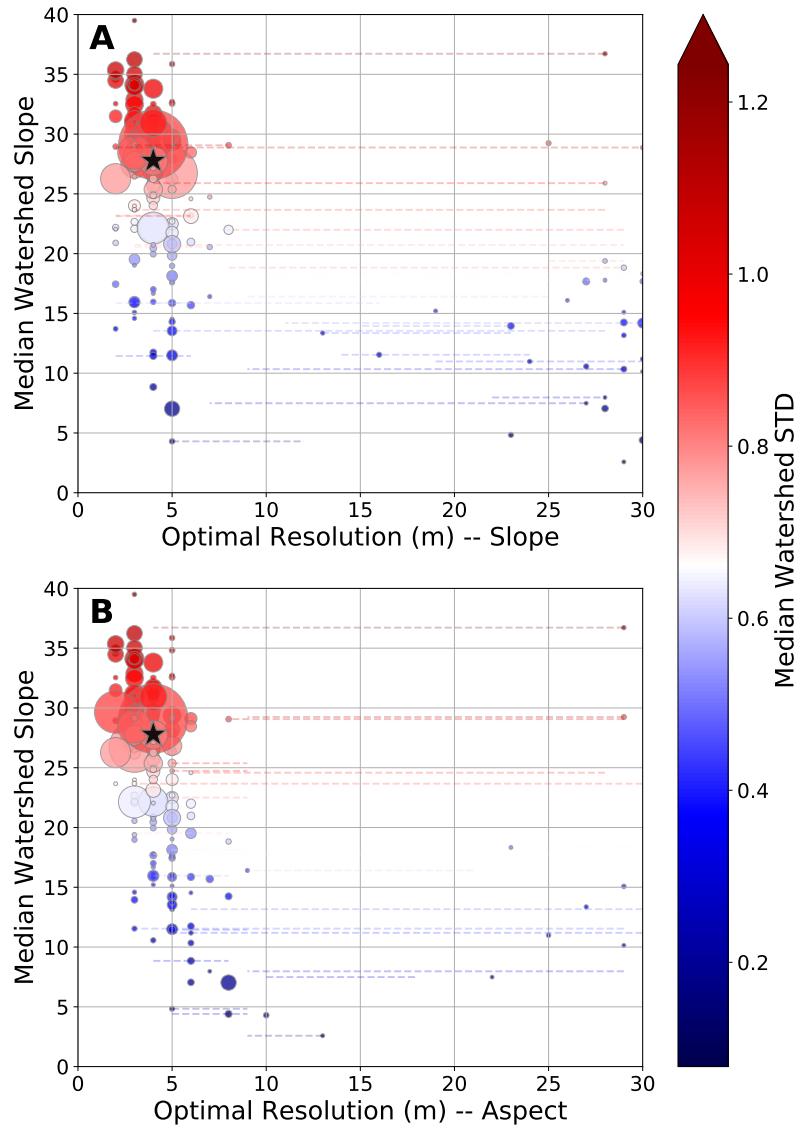 A
40
35
30
25
20
15
10
5
0
Median Watershed Slope
0 5 10 15 20 25 30
Optimal Resolution (m) -- Slope
B
40
35
30
25
20
15
10
5
0
Median Watershed Slope
0 5 10 15 20 25 30
Optimal Resolution (m) -- Aspect
1.2
1.0
0.8
0.6
0.4
0.2
Median Watershed STD